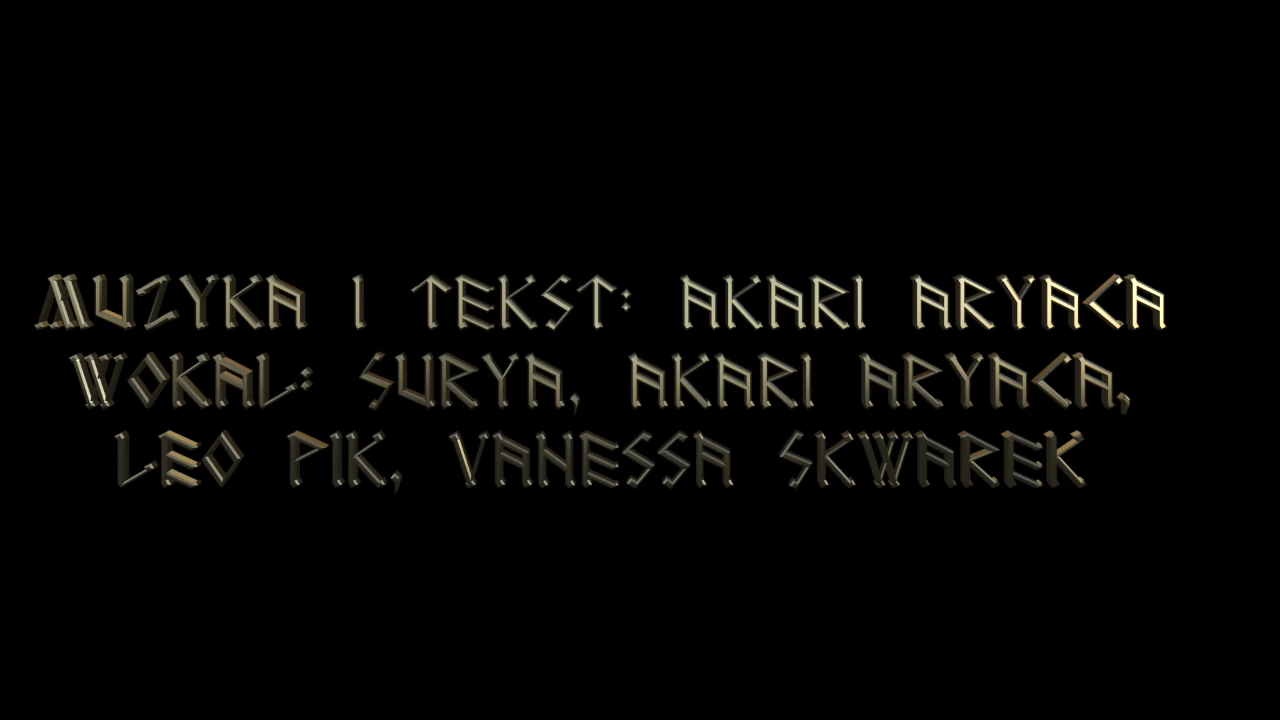 MUZYKA I TEKST: AKARI ARYACA
WOKAL: SURYA, AKARI ARYACA,
LEO PIK, VANESSA SKWAREK